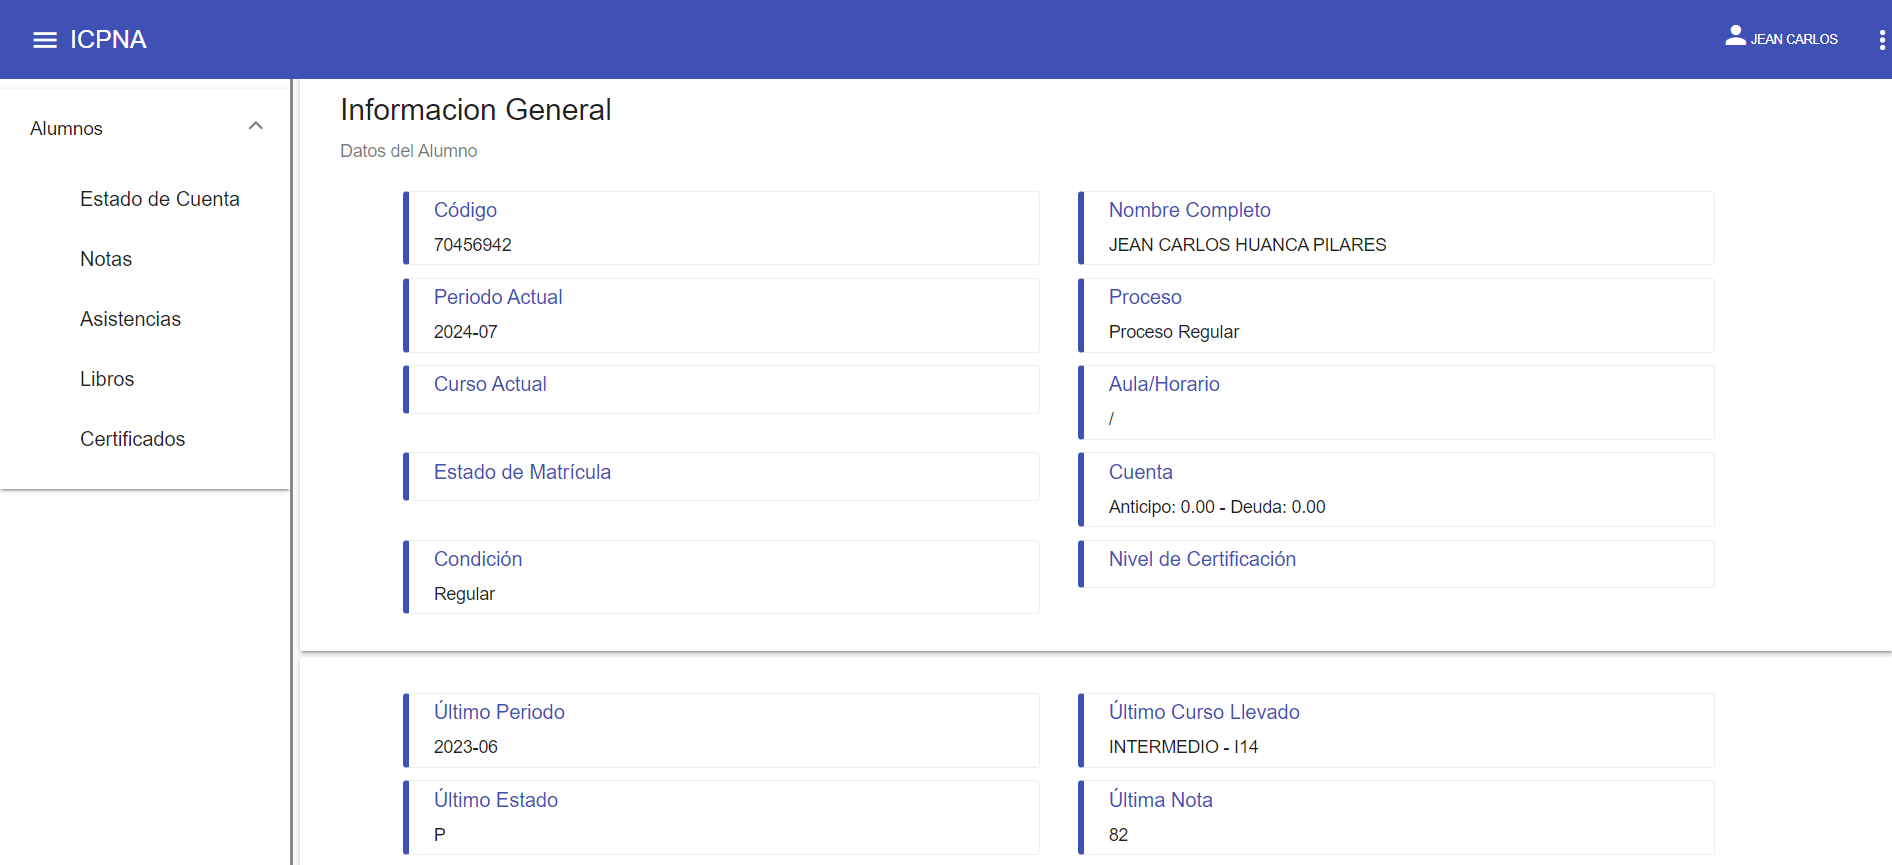 ICPNA
JEAN CARLOS
Alumnos
Estado de Cuenta
Notas
Asistencias
Libros
Certificados
Informacion General
Datos del Alumno
Código
70456942
Nombre Completo
JEAN CARLOS HUANCA PILARES
Periodo Actual
2024-07
Proceso
Proceso Regular
Curso Actual
Aula/Horario
/
Estado de Matrícula
Cuenta
Anticipo: 0.00 - Deuda: 0.00
Condición
Regular
Nivel de Certificación
Último Periodo
2023-06
Último Curso Llevado
INTERMEDIO - I14
Último Estado
P
Última Nota
82